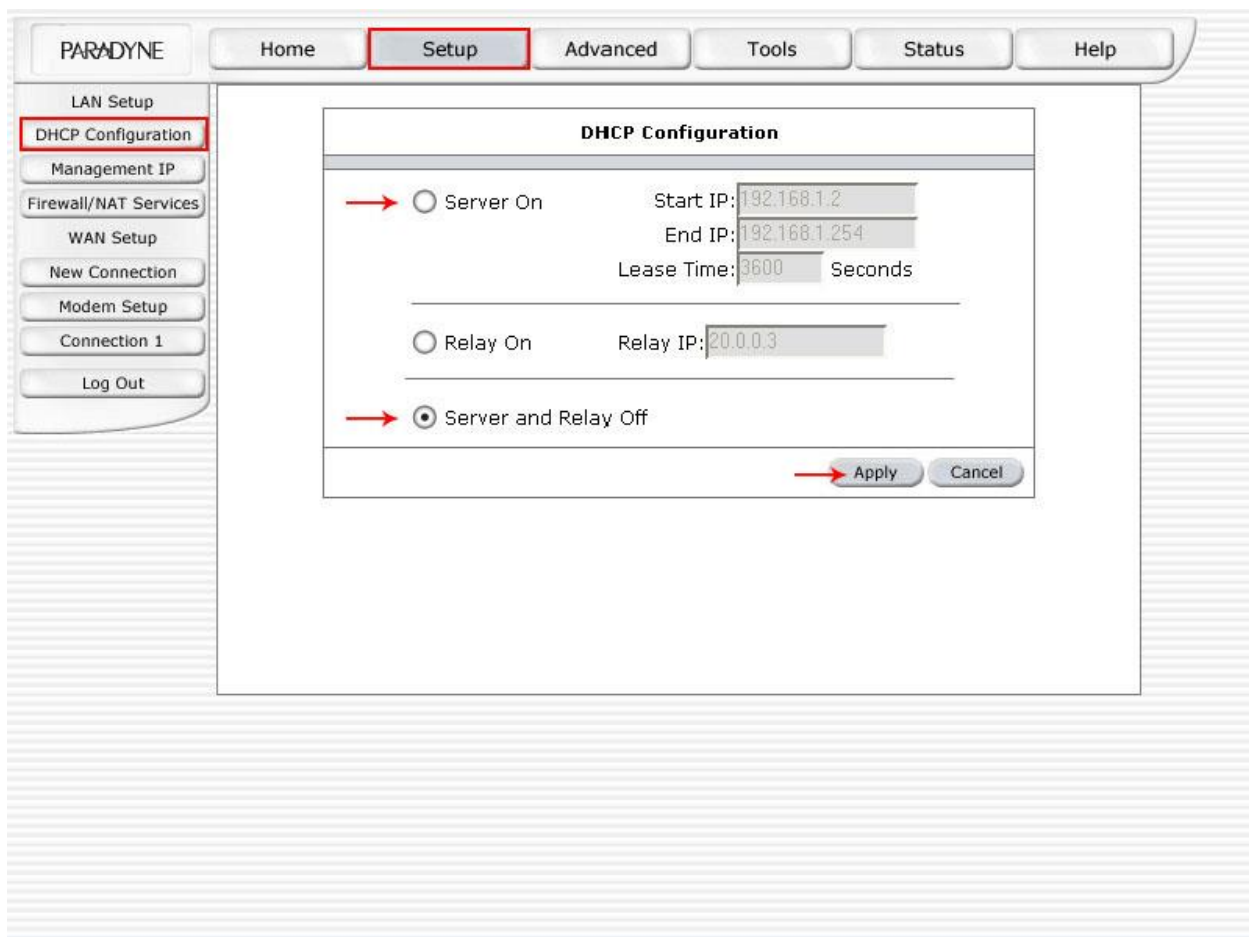 PARADYNE
Home
Setup
Advanced
Tools
Status
Help
LAN Setup
DHCP Configuration
Management IP
Firewall/NAT Services
WAN Setup
New Connection
Modem Setup
Connection 1
Log Out
DHCP Configuration
Server On
Start IP: 192.168.1.2
End IP: 192.168.1.254
Lease Time: 3600 Seconds
Relay On
Relay IP: 20.0.0.3
Server and Relay Off
Apply
Cancel